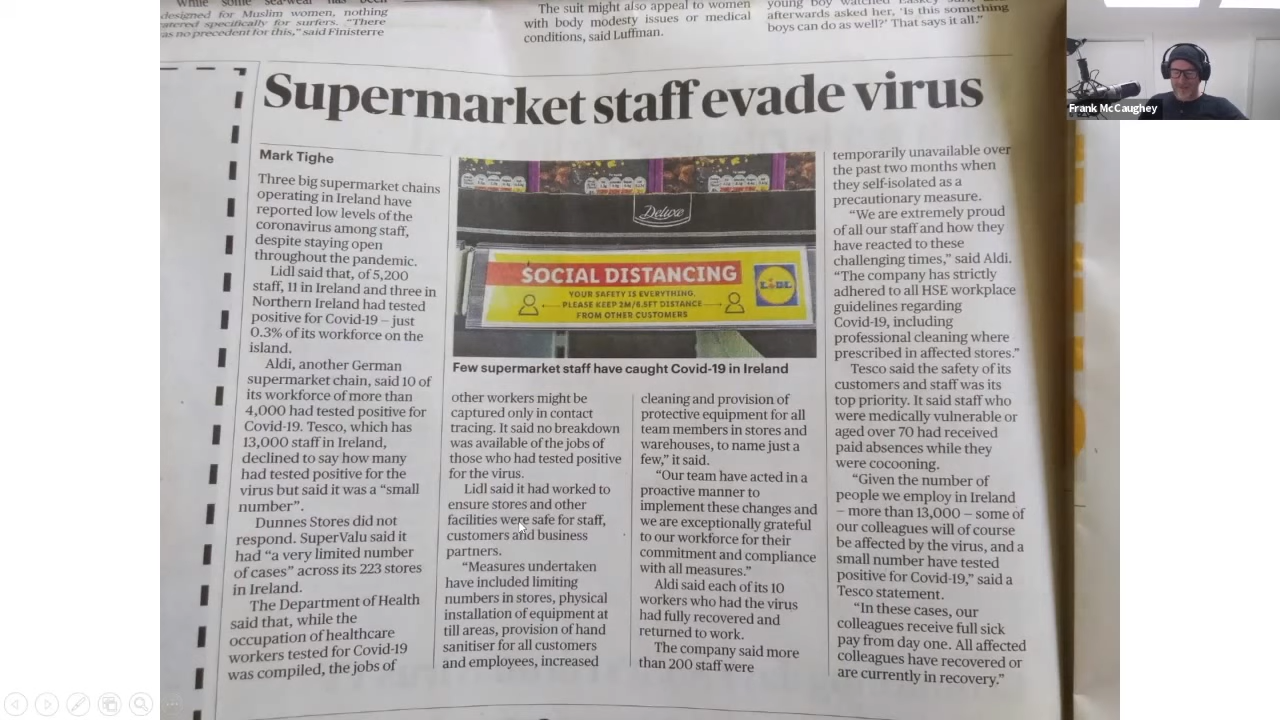 While some sea-wear has been
designed for Muslim women, nothing
atered specifically for surfers. “There
as no precedent for this,” said Finisterre
The suit might also appeal to women
with body modesty issues or medical
conditions, said Luffman.
young boy watched
afterwards asked her, ‘Is this something
boys can do as well?’ That says it all.”
Supermarket staff evade virus
Mark Tighe
Three big supermarket chains
operating in Ireland have
reported low levels of the
coronavirus among staff,
despite staying open
throughout the pandemic.
Lidl said that, of 5,200
staff, 11 in Ireland and three in
Northern Ireland had tested
positive for Covid-19 – just
0.3% of its workforce on the
island.
Aldi, another German
supermarket chain, said 10 of
its workforce of more than
4,000 had tested positive for
Covid-19. Tesco, which has
13,000 staff in Ireland,
declined to say how many
had tested positive for the
virus but said it was a “small
number”.
Dunnes Stores did not
respond. SuperValu said it
had “a very limited number
of cases” across its 223 stores
in Ireland.
The Department of Health
said that, while the
occupation of healthcare
workers tested for Covid-19
was compiled, the jobs of
Deluxe
SOCIAL DISTANCING
YOUR SAFETY IS EVERYTHING.
PLEASE KEEP 2M/6.5FT DISTANCE
FROM OTHER CUSTOMERS
LIDL
Few supermarket staff have caught Covid-19 in Ireland
other workers might be
captured only in contact
tracing. It said no breakdown
was available of the jobs of
those who had tested positive
for the virus.
Lidl said it had worked to
ensure stores and other
facilities were safe for staff,
customers and business
partners.
“Measures undertaken
have included limiting
numbers in stores, physical
installation of equipment at
till areas, provision of hand
sanitiser for all customers
and employees, increased
cleaning and provision of
protective equipment for all
team members in stores and
warehouses, to name just a
few,” it said.
“Our team have acted in a
proactive manner to
implement these changes and
we are exceptionally grateful
to our workforce for their
commitment and compliance
with all measures.”
Aldi said each of its 10
workers who had the virus
had fully recovered and
returned to work.
The company said more
than 200 staff were
temporarily unavailable over
the past two months when
they self-isolated as a
precautionary measure.
“We are extremely proud
of all our staff and how they
have reacted to these
challenging times,” said Aldi.
“The company has strictly
adhered to all HSE workplace
guidelines regarding
Covid-19, including
professional cleaning where
prescribed in affected stores.”
Tesco said the safety of its
customers and staff was its
top priority. It said staff who
were medically vulnerable or
aged over 70 had received
paid absences while they
were cocooning.
“Given the number of
people we employ in Ireland
– more than 13,000 – some of
our colleagues will of course
be affected by the virus, and a
small number have tested
positive for Covid-19,” said a
Tesco statement.
“In these cases, our
colleagues receive full sick
pay from day one. All affected
colleagues have recovered or
are currently in recovery.”
Frank McCaughey